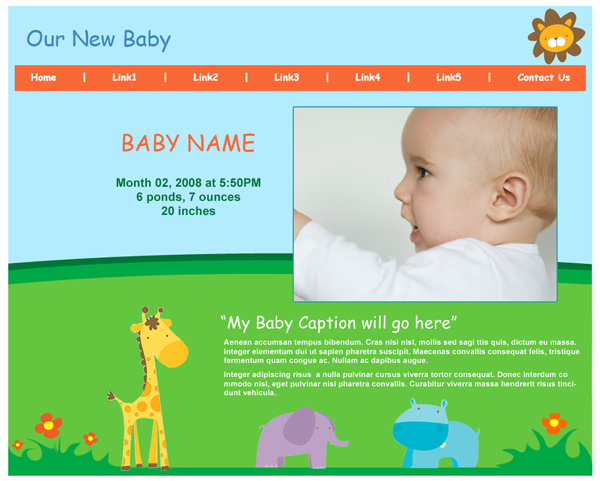 Our New Baby
Home | Link1 | Link2 | Link3 | Link4 | Link5 | Contact Us
BABY NAME
Month 02, 2008 at 5:50PM
6 ponds, 7 ounces
20 inches
“My Baby Caption will go here”
Aenean accumsan tempus bibendum. Cras nisi nisl, mollis sed sagi ttis quis, dictum eu massa.
Integer elementum dui ut sapien pharetra suscipit. Maecenas convallis consequat felis, tristique
fermentum quam congue ac. Nullam ac dapibus augue.
Integer adipiscing risus a nulla pulvinar cursus viverra tortor consequat. Donec interdum co
mmodo nisl, eget pulvinar nisi pharetra convallis. Curabitur viverra massa hendrerit risus tinci-
dunt vehicula.